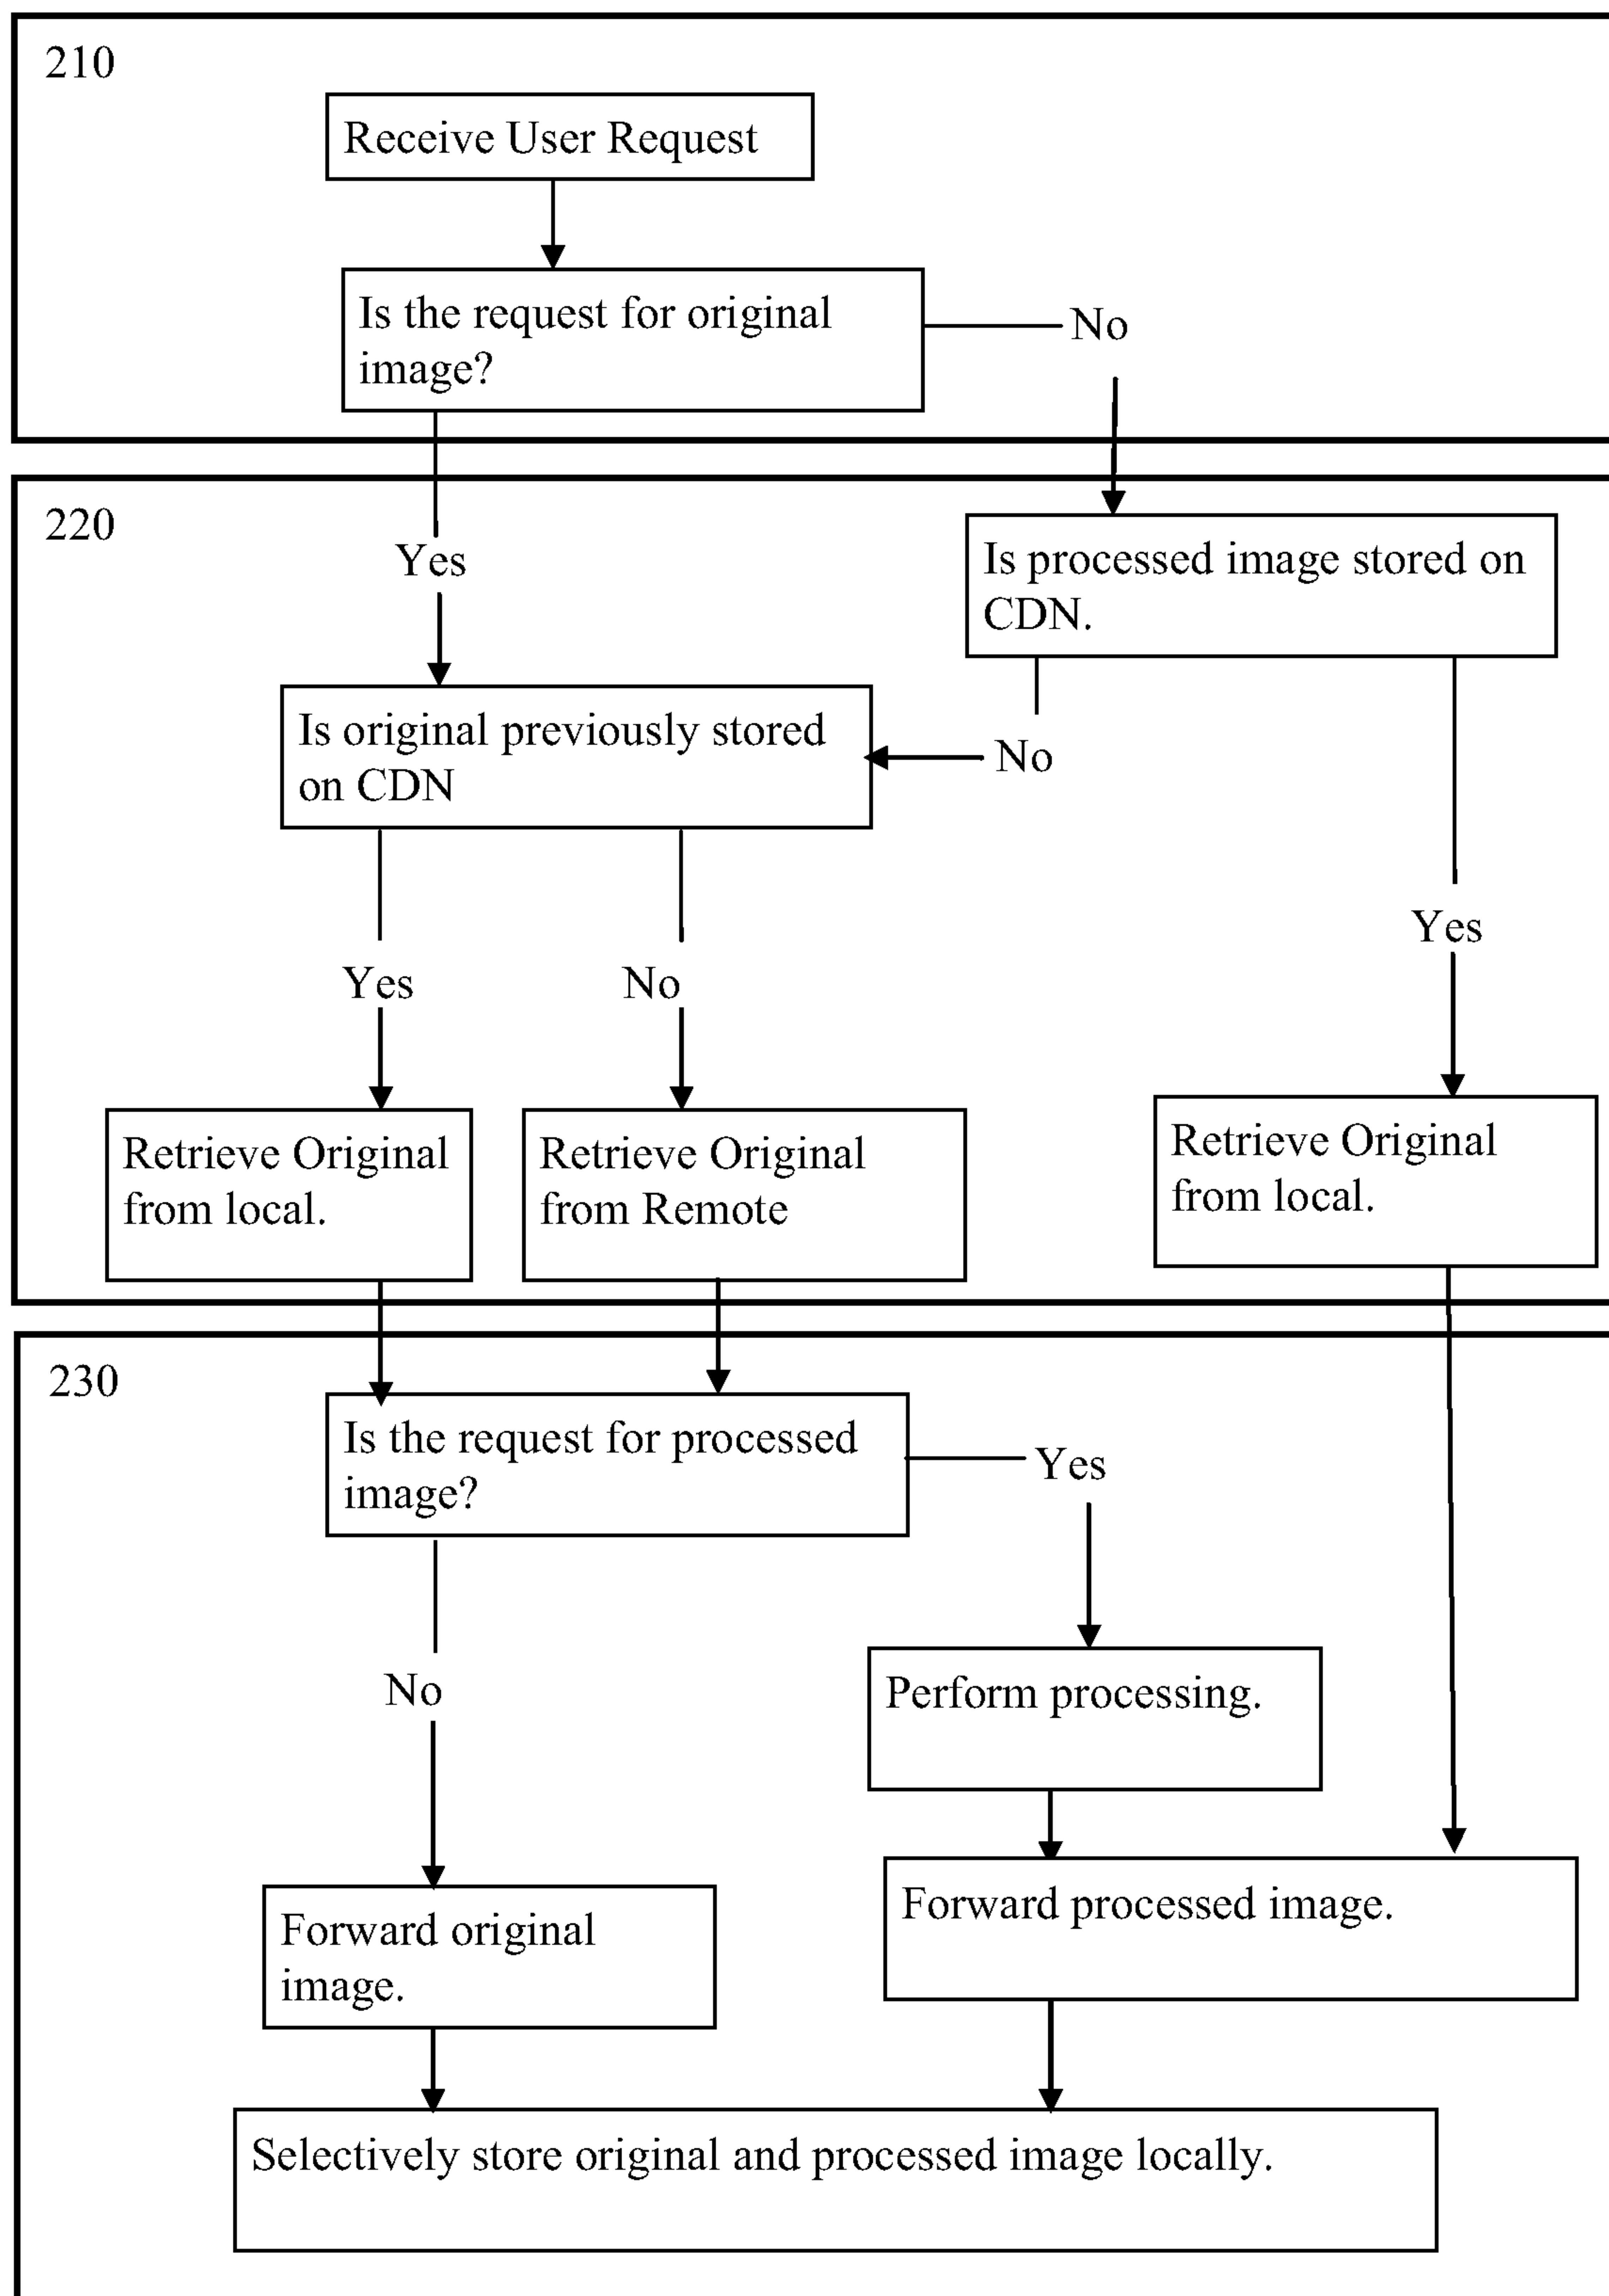 210
Receive User Request
Is the request for original
image?
No
220
Yes
Is processed image stored on
CDN.
Is original previously stored
on CDN
No
Yes
No
Yes
Retrieve Original
from local.
Retrieve Original
from Remote
Retrieve Original
from local.
230
Is the request for processed
image?
Yes
No
Perform processing.
Forward original
image.
Forward processed image.
Selectively store original and processed image locally.